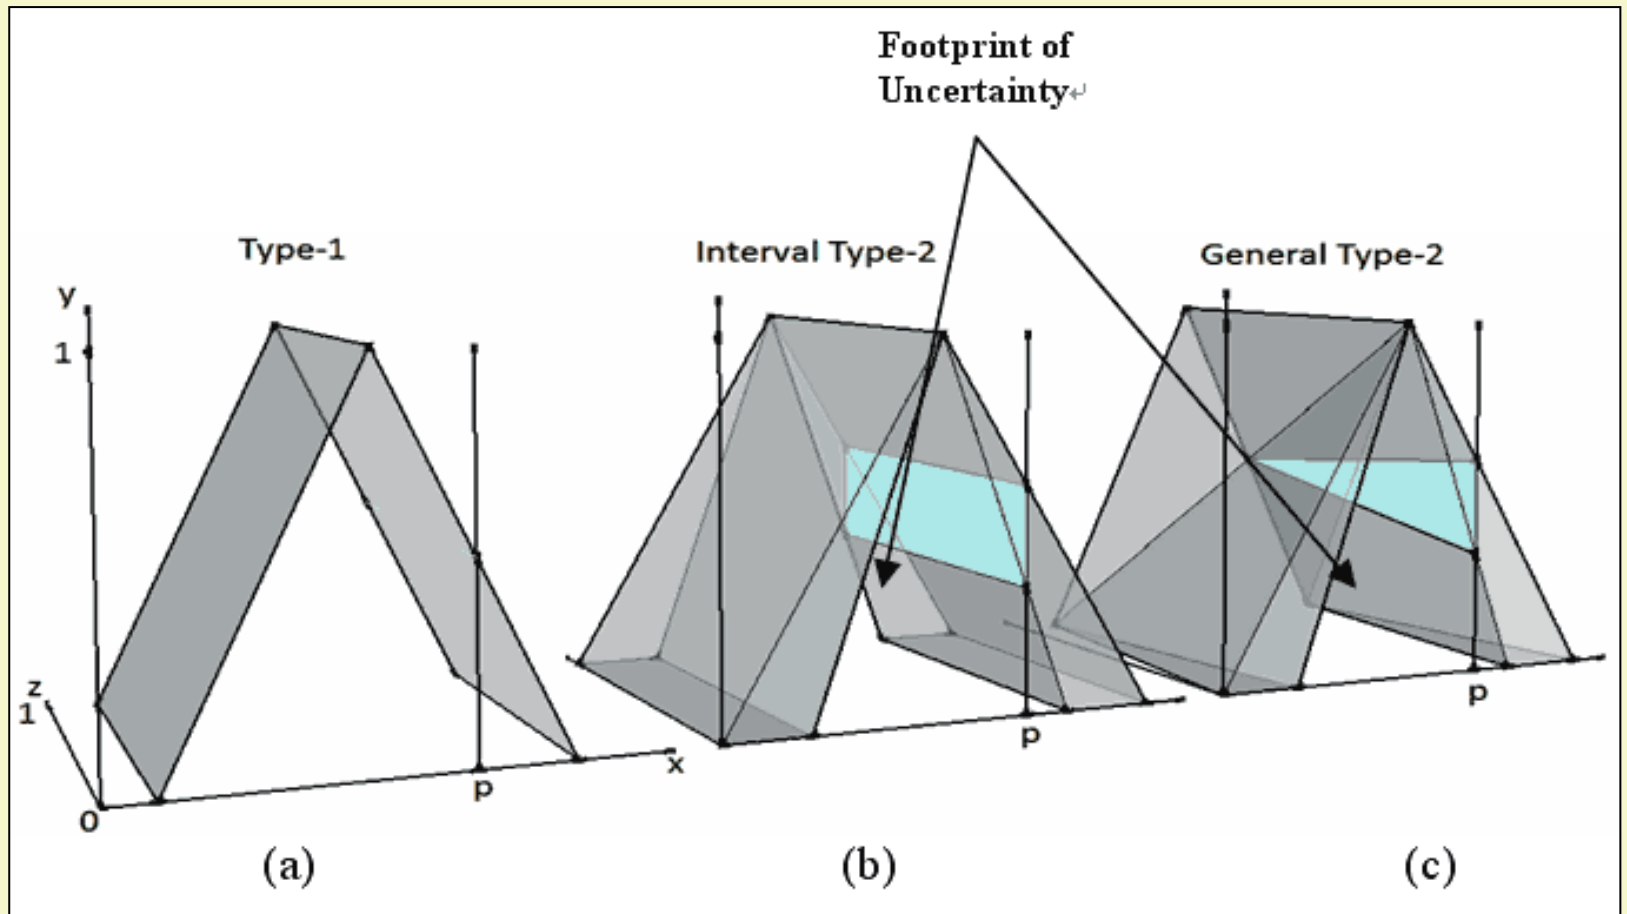 Footprint of
Uncertainty↵
Type-1
Interval Type-2
General Type-2
y
1
z
1
0
p
x
p
p
(a)
(b)
(c)